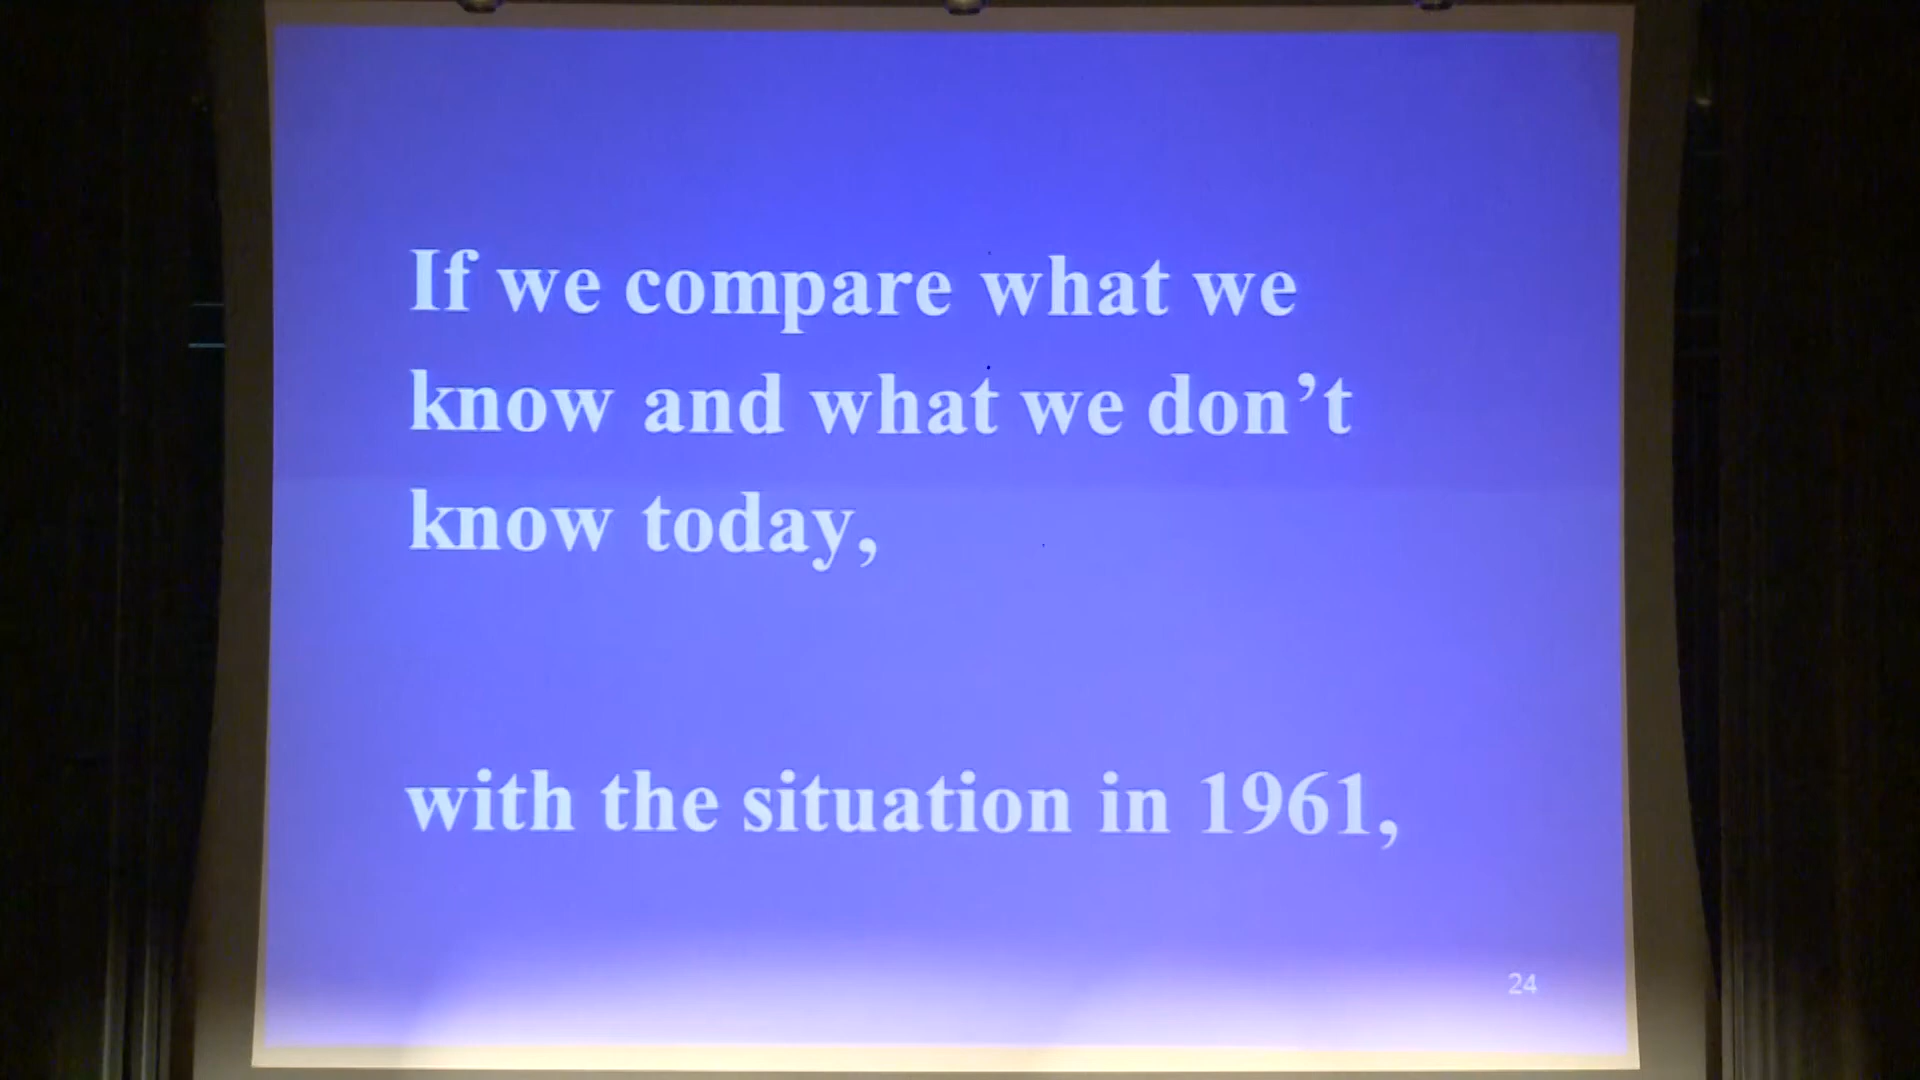 If we compare what we
know and what we don’t
know today,
with the situation in 1961,
24